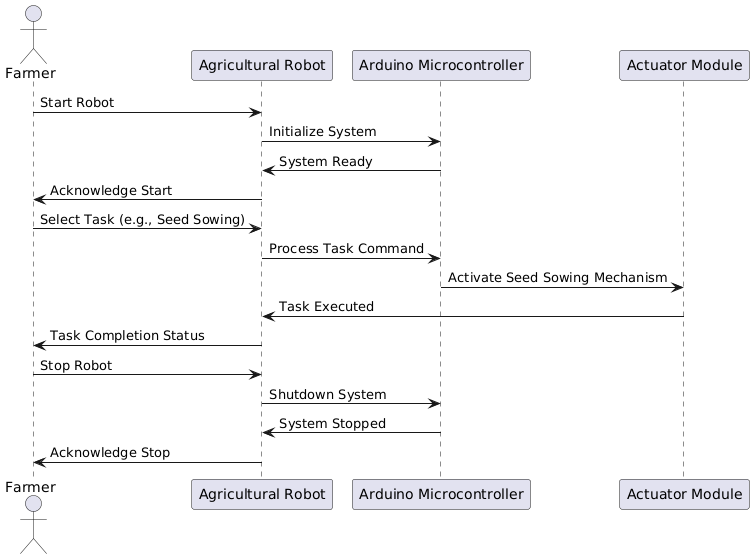 Farmer
Agricultural Robot
Arduino Microcontroller
Actuator Module
Start Robot
Initialize System
System Ready
Acknowledge Start
Select Task (e.g., Seed Sowing)
Process Task Command
Activate Seed Sowing Mechanism
Task Executed
Task Completion Status
Stop Robot
Shutdown System
System Stopped
Acknowledge Stop
Farmer
Agricultural Robot
Arduino Microcontroller
Actuator Module